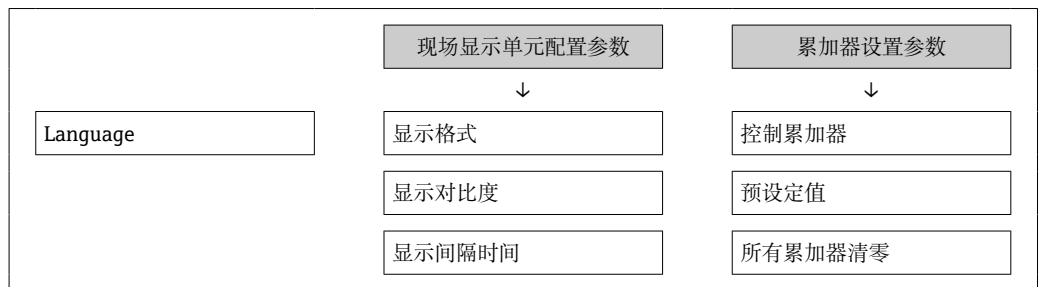 现场显示单元配置参数
累加器设置参数
↓
↓
Language
显示格式
控制累加器
显示对比度
预设定值
显示间隔时间
所有累加器清零